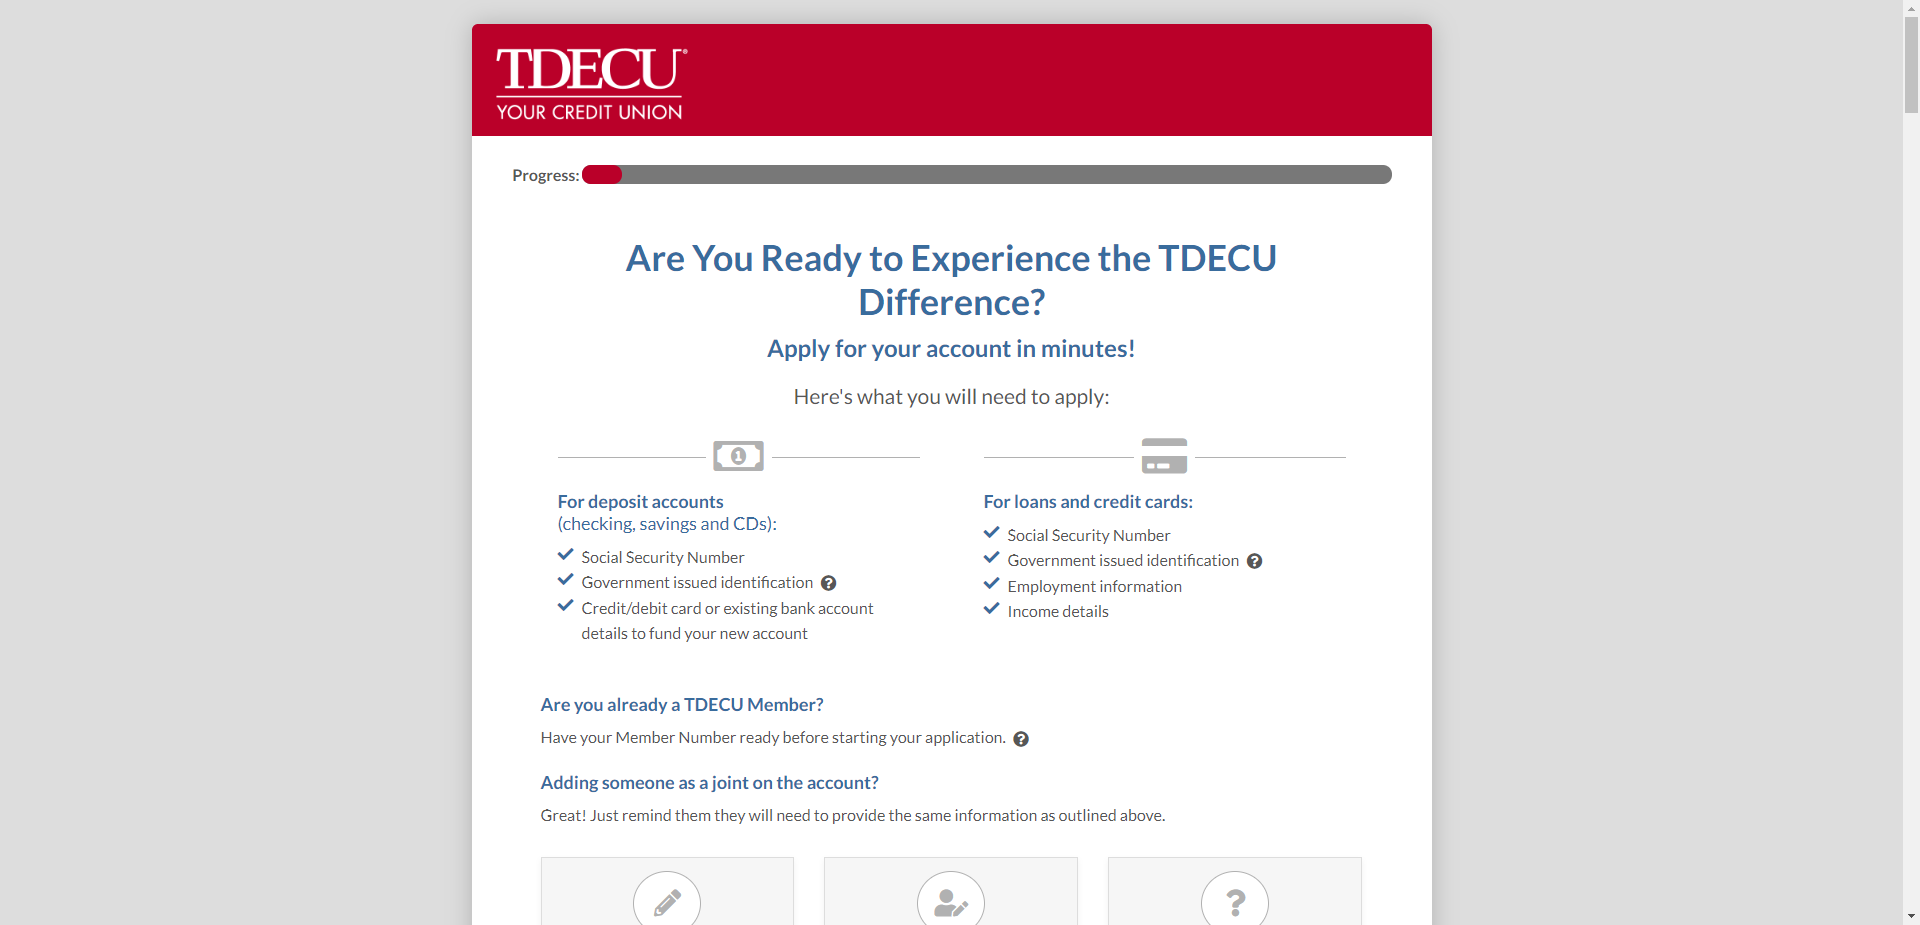 TDECU®
YOUR CREDIT UNION
Progress:
Are You Ready to Experience the TDECU
Difference?
Apply for your account in minutes!
Here's what you will need to apply:
1
For deposit accounts
(checking, savings and CDs):
Social Security Number
Government issued identification ?
Credit/debit card or existing bank account
details to fund your new account
For loans and credit cards:
Social Security Number
Government issued identification ?
Employment information
Income details
Are you already a TDECU Member?
Have your Member Number ready before starting your application. ?
Adding someone as a joint on the account?
Great! Just remind them they will need to provide the same information as outlined above.
?